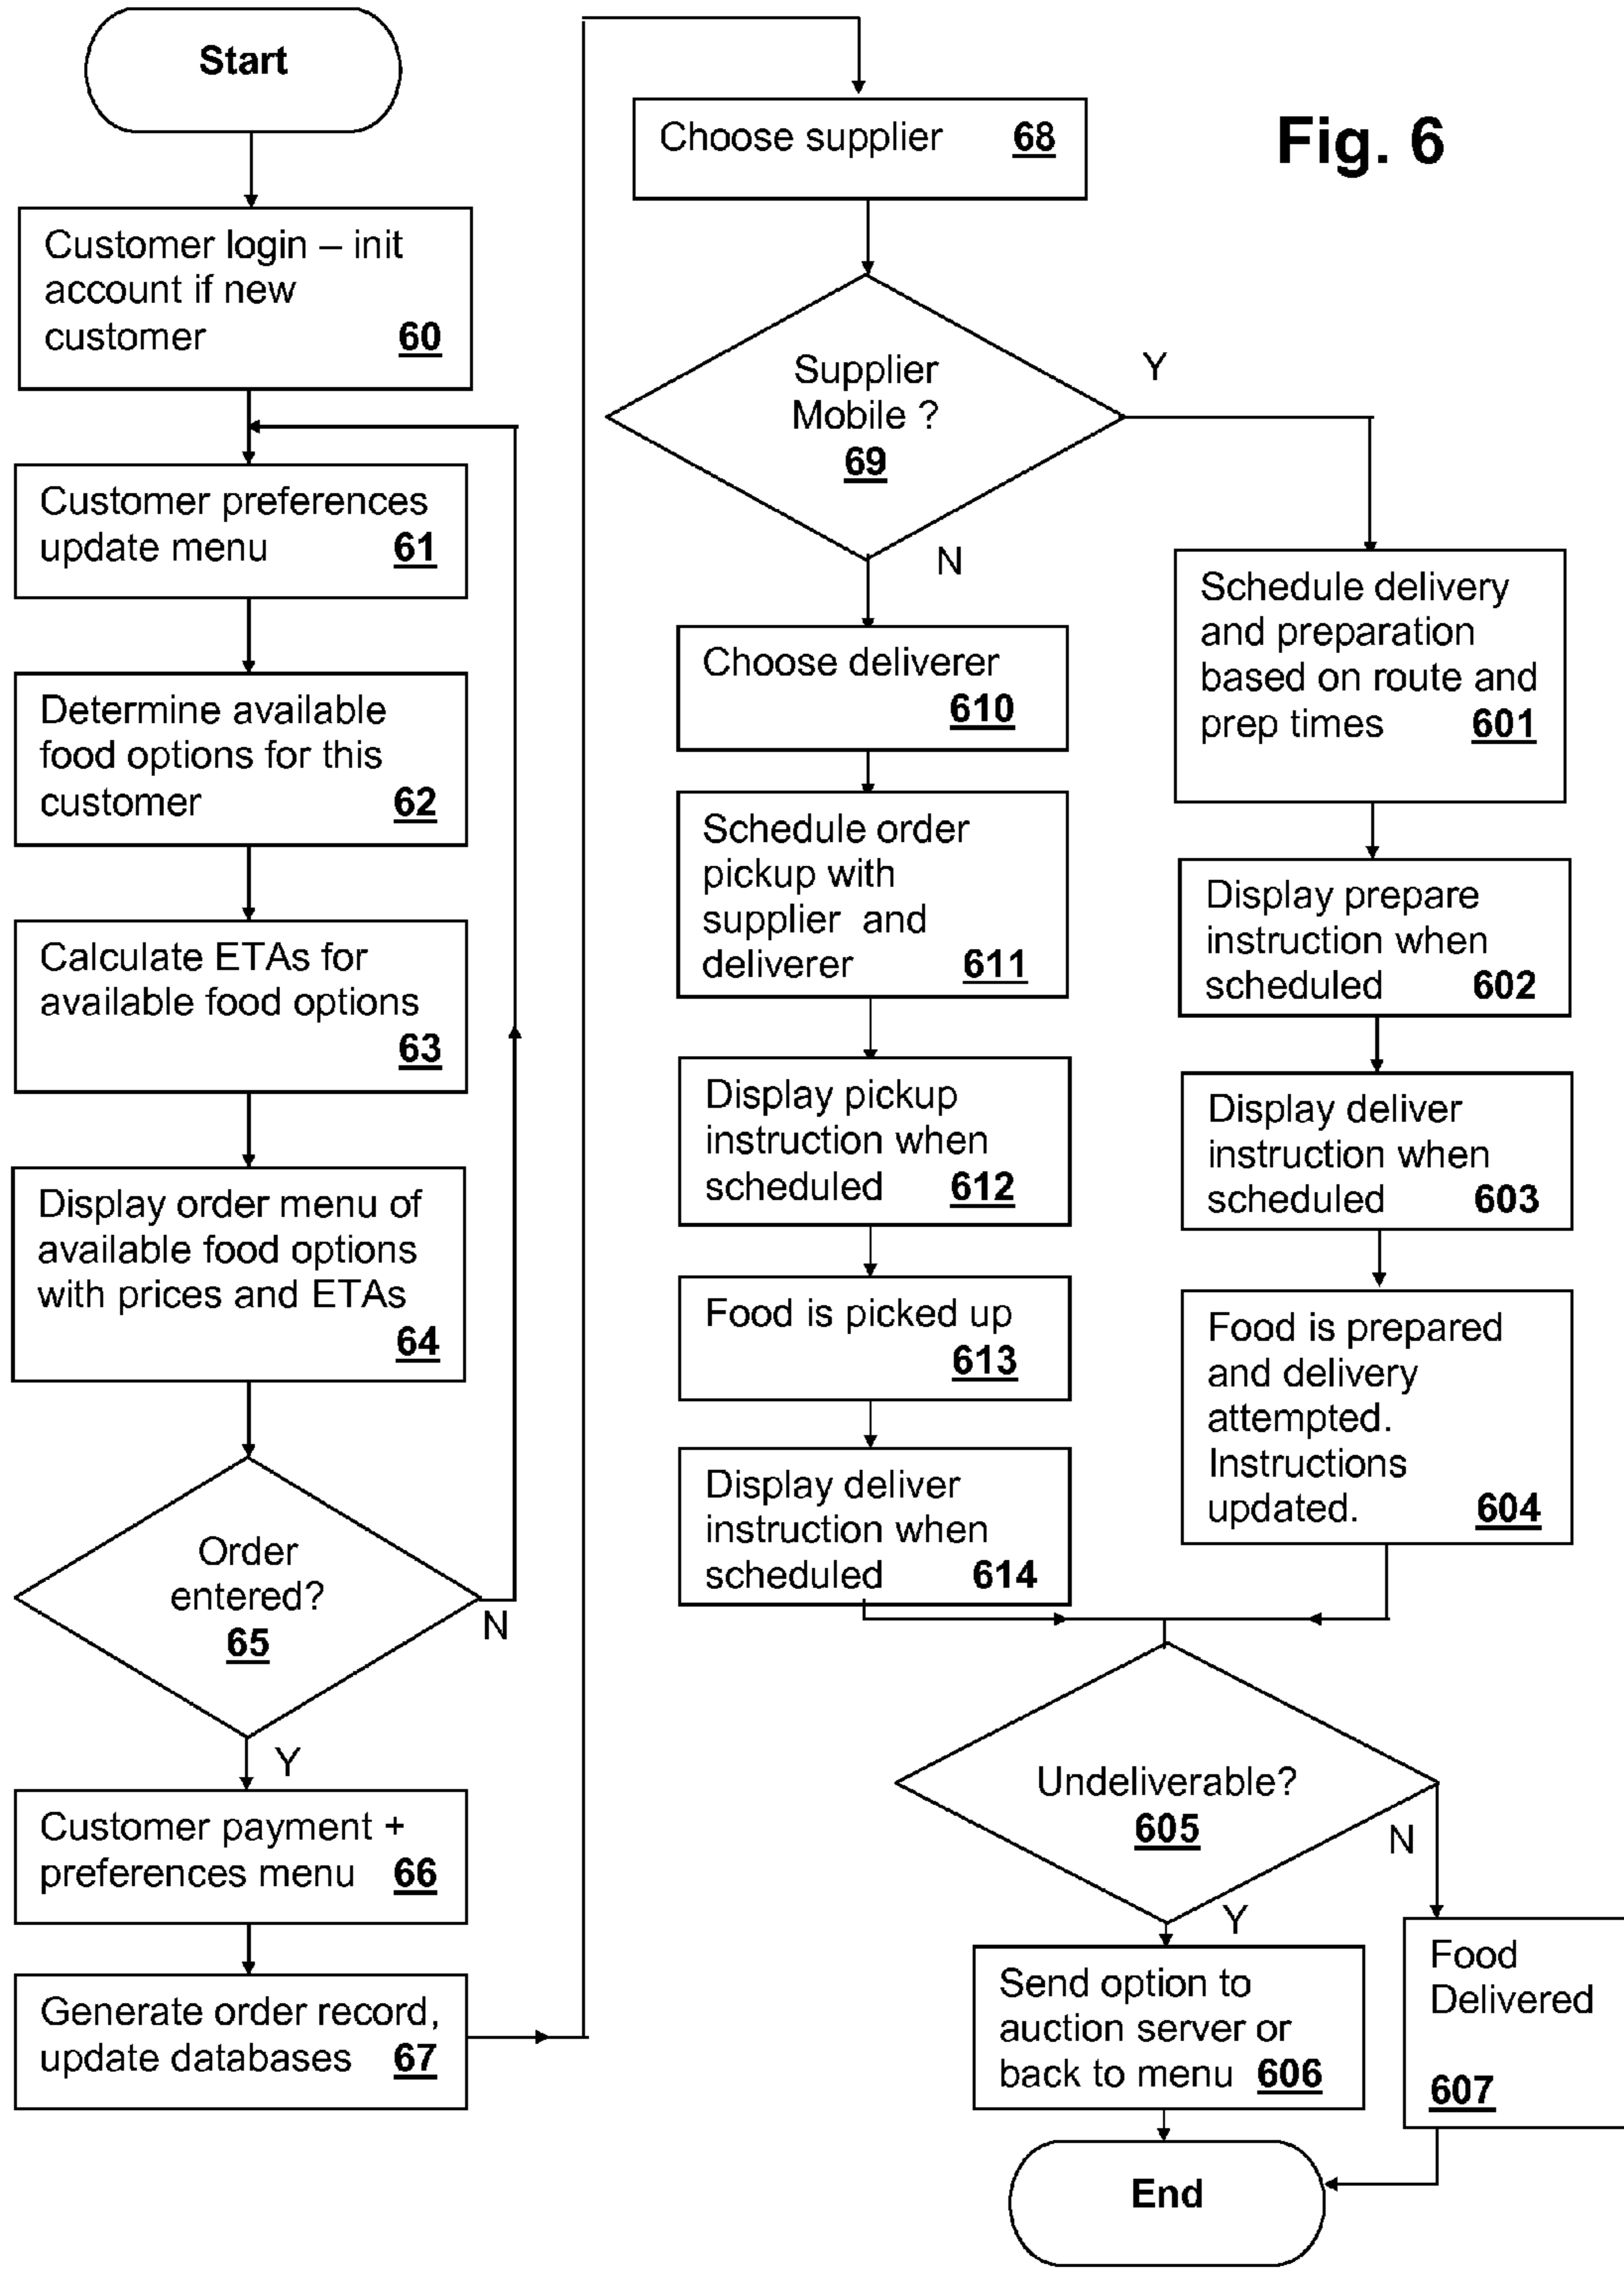 Start
Customer login – init
account if new
customer 60
Customer preferences
update menu 61
Determine available
food options for this
customer 62
Calculate ETAs for
available food options
63
Display order menu of
available food options
with prices and ETAs
64
Order
entered?
65
N
Y
Customer payment +
preferences menu 66
Generate order record,
update databases 67
Fig. 6
Choose supplier 68
Supplier
Mobile ?
69
Y
N
Choose deliverer
610
Schedule order
pickup with
supplier and
deliverer 611
Display pickup
instruction when
scheduled 612
Food is picked up
613
Display deliver
instruction when
scheduled 614
Schedule delivery
and preparation
based on route and
prep times 601
Display prepare
instruction when
scheduled 602
Display deliver
instruction when
scheduled 603
Food is prepared
and delivery
attempted.
Instructions
updated. 604
Undeliverable?
605
N
Y
Send option to
auction server or
back to menu 606
Food
Delivered
607
End